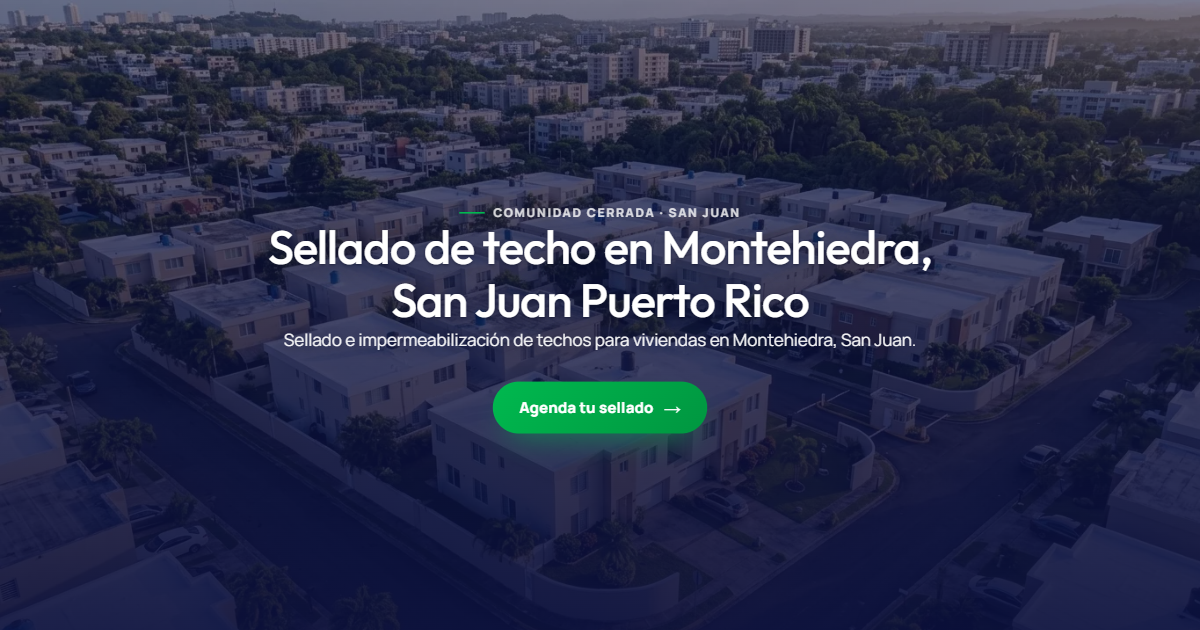 COMUNIDAD CERRADA · SAN JUAN
Sellado de techo en Montehiedra,
San Juan Puerto Rico
Sellado e impermeabilización de techos para viviendas en Montehiedra, San Juan.
Agenda tu sellado →